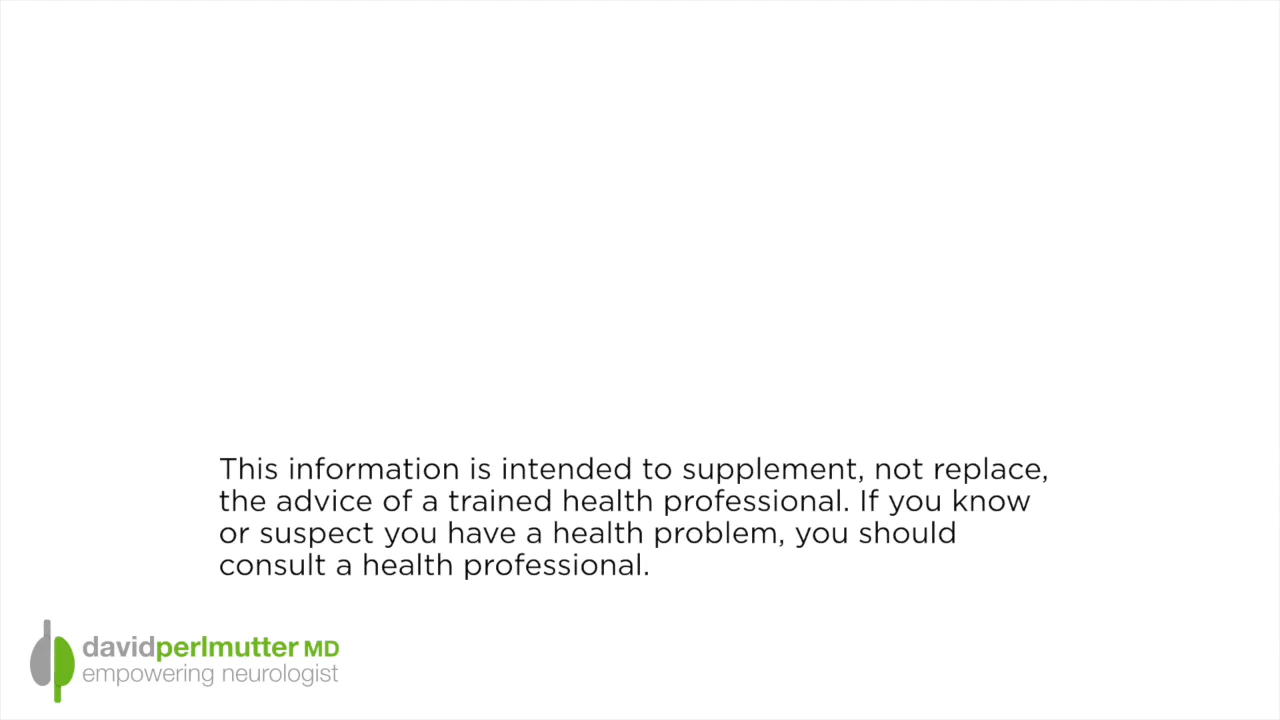 This information is intended to supplement, not replace,
the advice of a trained health professional. If you know
or suspect you have a health problem, you should
consult a health professional.
davidperlmutter MD
empowering neurologist